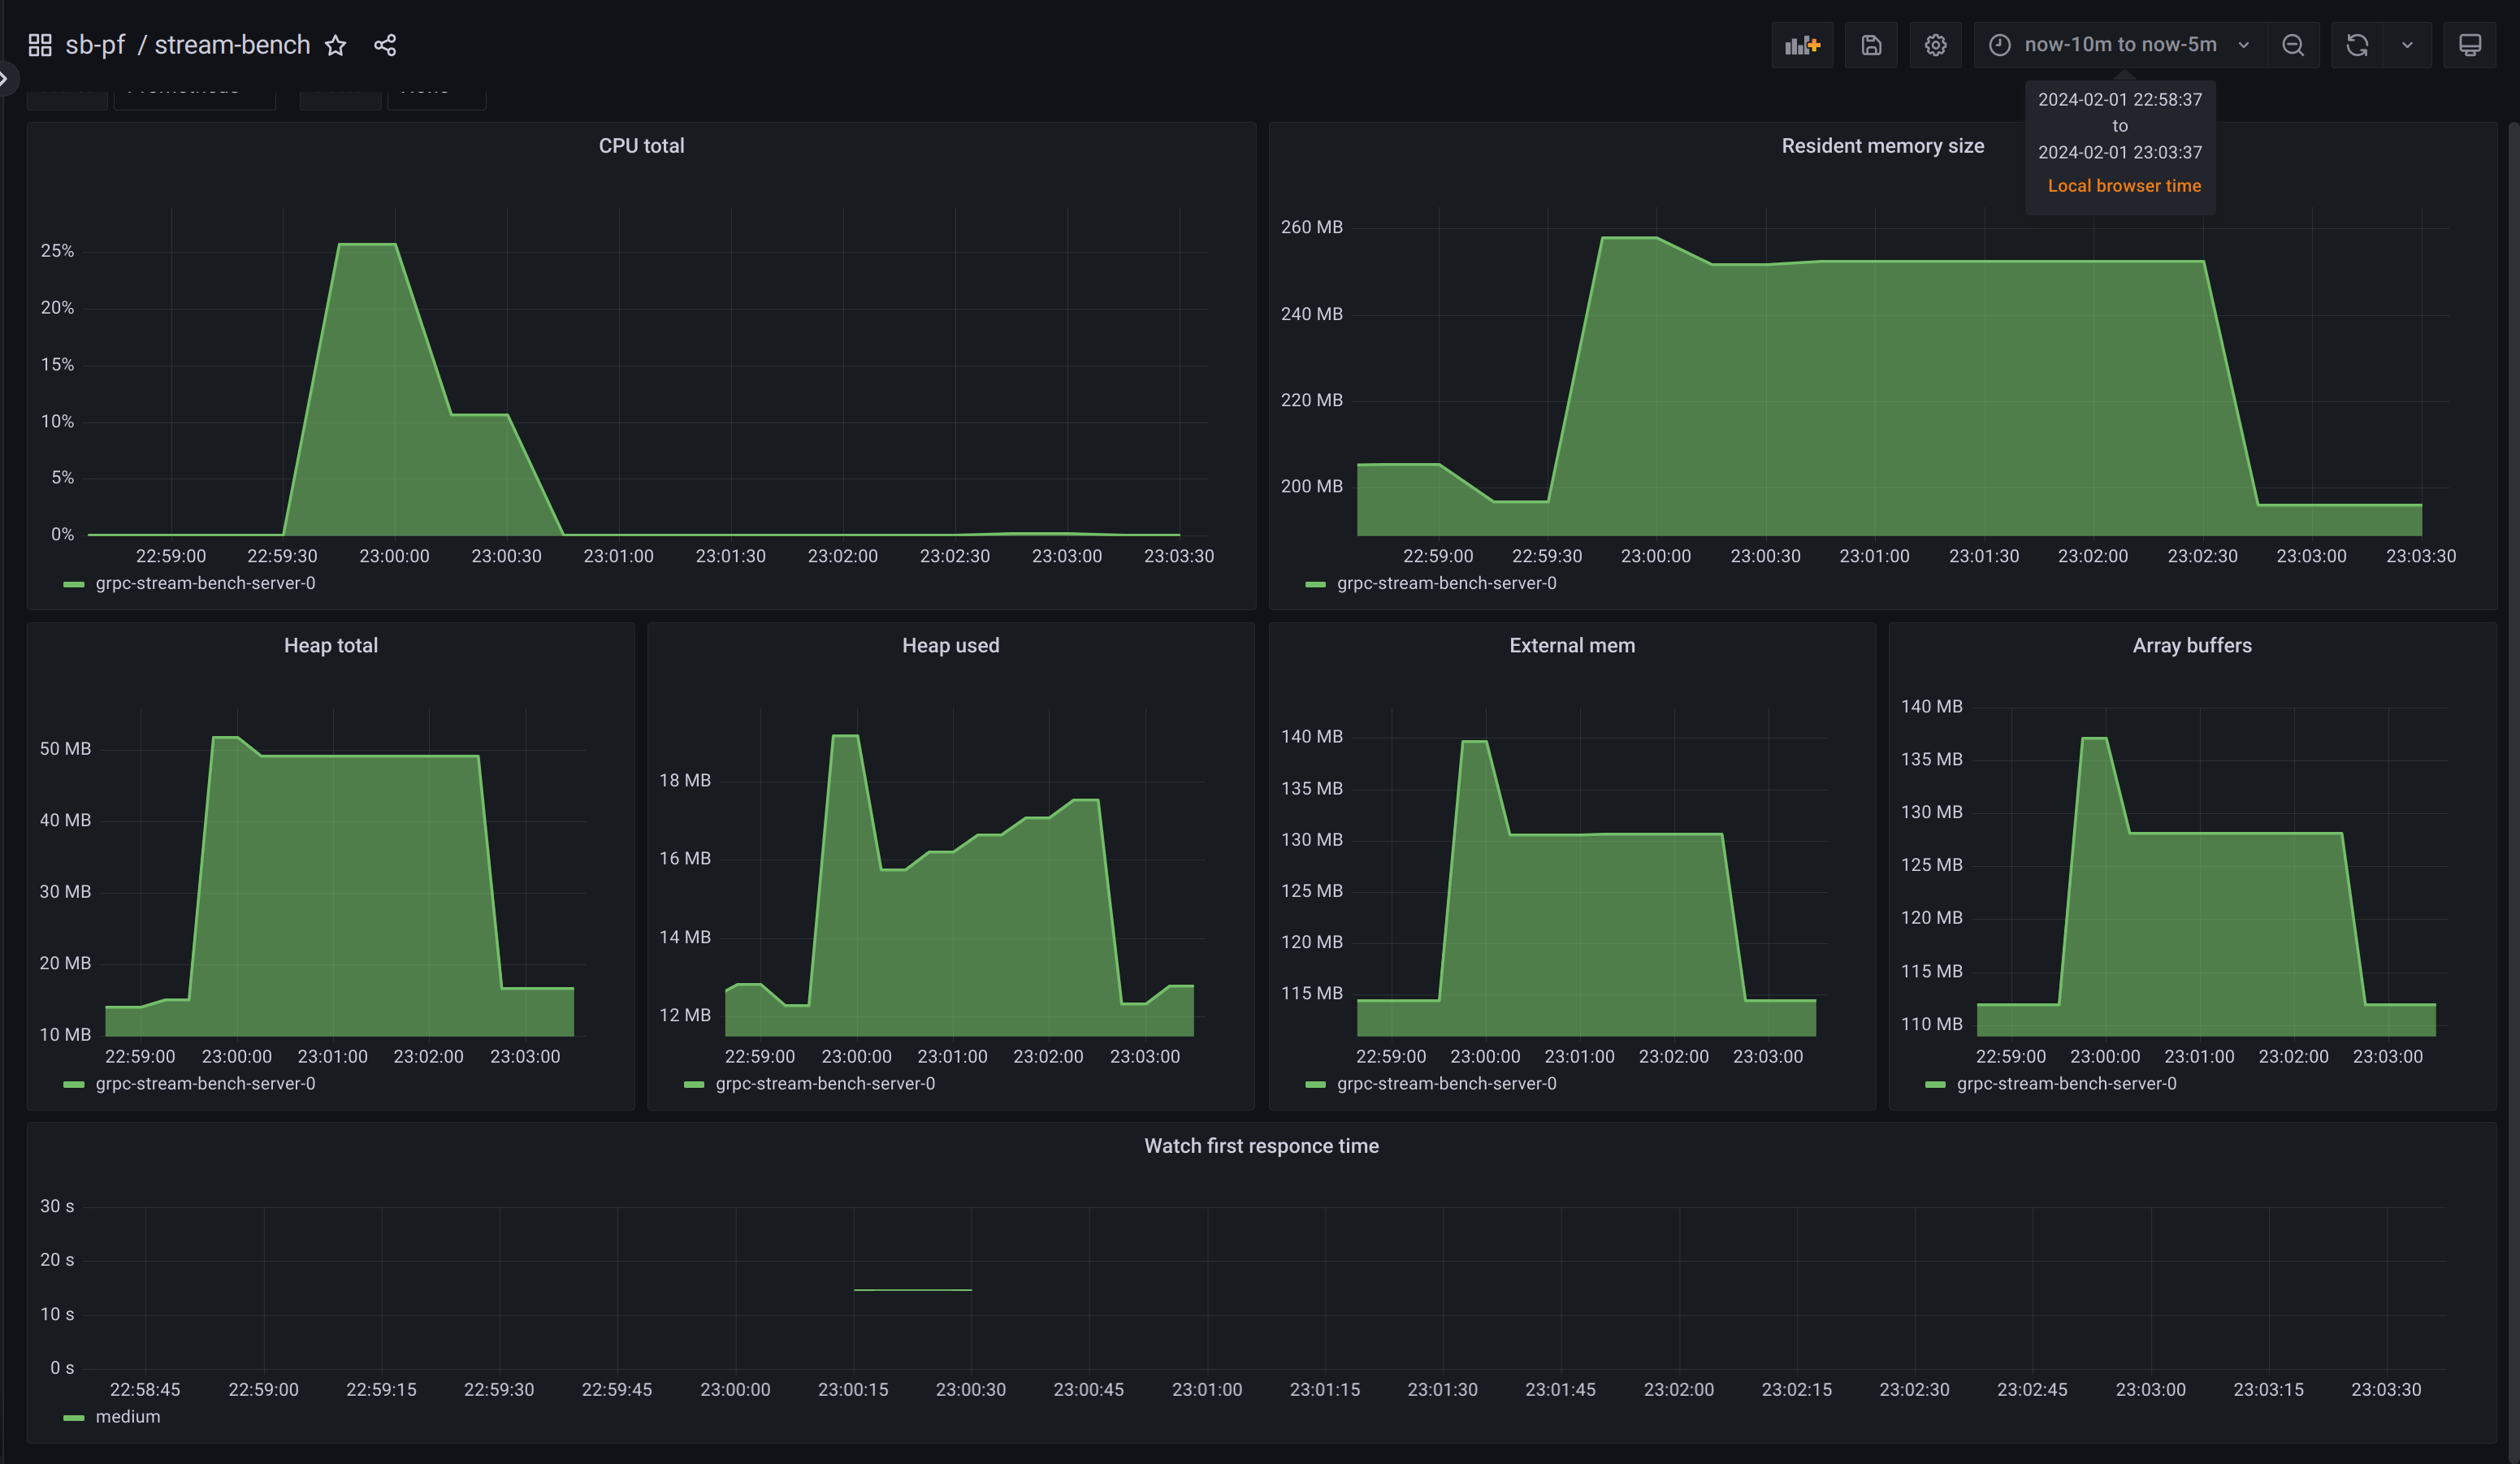 sb-pf / stream-bench
now-10m to now-5m
2024-02-01 22:58:37
to
2024-02-01 23:03:37
Local browser time
CPU total
25%
20%
15%
10%
5%
0%
22:59:00 22:59:30 23:00:00 23:00:30 23:01:00 23:01:30 23:02:00 23:02:30 23:03:00 23:03:30
grpc-stream-bench-server-0
Resident memory size
260 MB
240 MB
220 MB
200 MB
22:59:00 22:59:30 23:00:00 23:00:30 23:01:00 23:01:30 23:02:00 23:02:30 23:03:00 23:03:30
grpc-stream-bench-server-0
Heap total
50 MB
40 MB
30 MB
20 MB
10 MB
22:59:00 23:00:00 23:01:00 23:02:00 23:03:00
grpc-stream-bench-server-0
Heap used
18 MB
16 MB
14 MB
12 MB
22:59:00 23:00:00 23:01:00 23:02:00 23:03:00
grpc-stream-bench-server-0
External mem
140 MB
135 MB
130 MB
125 MB
120 MB
115 MB
22:59:00 23:00:00 23:01:00 23:02:00 23:03:00
grpc-stream-bench-server-0
Array buffers
140 MB
135 MB
130 MB
125 MB
120 MB
115 MB
110 MB
22:59:00 23:00:00 23:01:00 23:02:00 23:03:00
grpc-stream-bench-server-0
Watch first responce time
30 s
20 s
10 s
0 s
22:58:45 22:59:00 22:59:15 22:59:30 22:59:45 23:00:00 23:00:15 23:00:30 23:00:45 23:01:00 23:01:15 23:01:30 23:01:45 23:02:00 23:02:15 23:02:30 23:02:45 23:03:00 23:03:15 23:03:30
medium